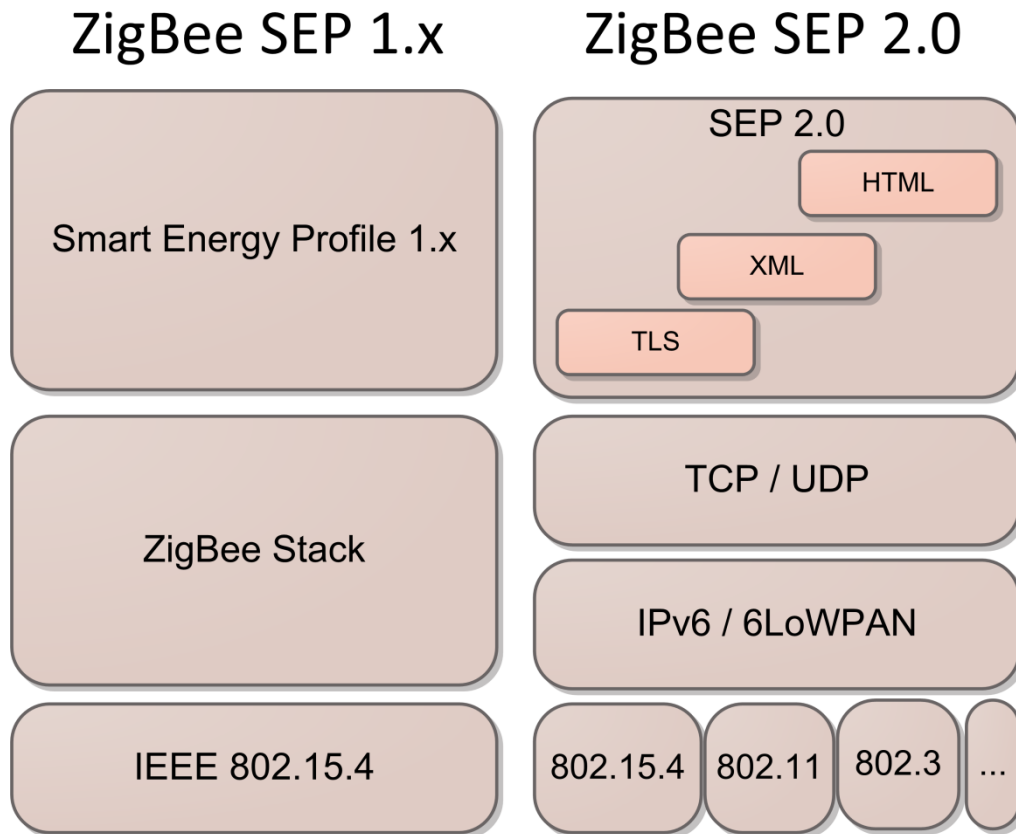 ZigBee SEP 1.x
Smart Energy Profile 1.x
ZigBee Stack
IEEE 802.15.4
ZigBee SEP 2.0
SEP 2.0
HTML
XML
TLS
TCP / UDP
IPv6 / 6LoWPAN
802.15.4
802.11
802.3
...